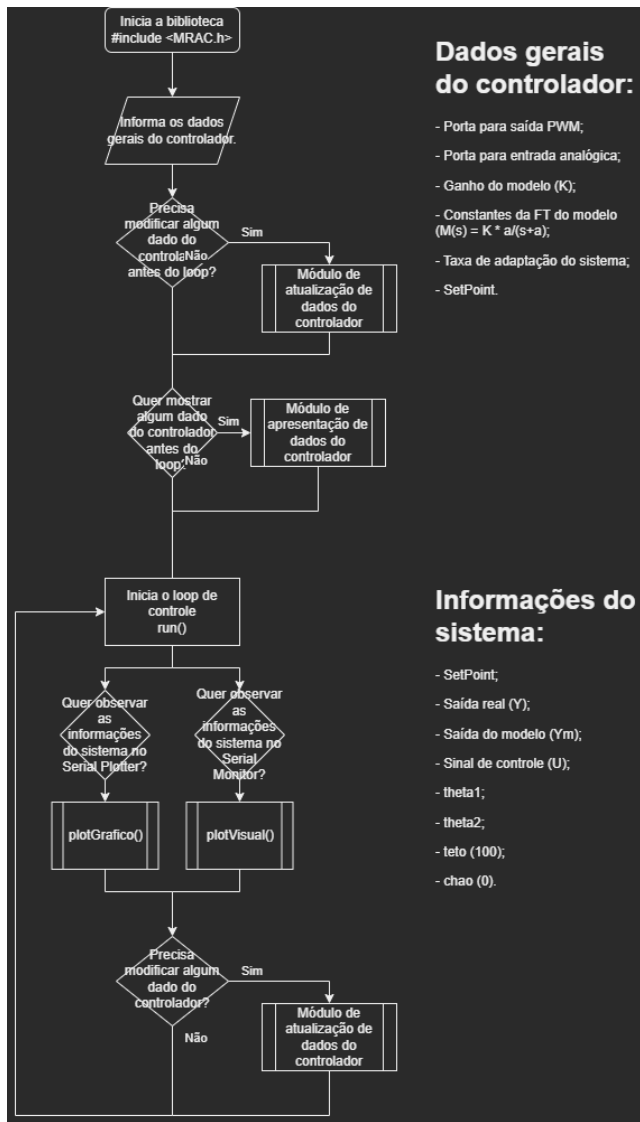 Inicia a biblioteca
#include <MRAC.h>
Informa os dados
gerais do controlador.
Precisa
modificar algum
dado do
controlador
antes do loop?
Sim
Não
Módulo de
atualização de
dados do
controlador
Quer mostrar
algum dado
do controlador
antes do
loop?
Sim
Não
Módulo de
apresentação de
dados do
controlador
Inicia o loop de
controle
run()
Quer observar
as
informações
do sistema no
Serial Plotter?
Quer observar
as
informações
do sistema no
Serial
Monitor?
plotGrafico()
plotVisual()
Precisa
modificar algum
dado do
controlador?
Sim
Não
Módulo de
atualização de
dados do
controlador
Dados gerais
do controlador:
- Porta para saída PWM;
- Porta para entrada analógica;
- Ganho do modelo (K);
- Constantes da FT do modelo
(M(s) = K * a/(s+a);
- Taxa de adaptação do sistema;
- SetPoint.
Informações do
sistema:
- SetPoint;
- Saída real (Y);
- Saída do modelo (Ym);
- Sinal de controle (U);
- theta1;
- theta2;
- teto (100);
- chao (0).